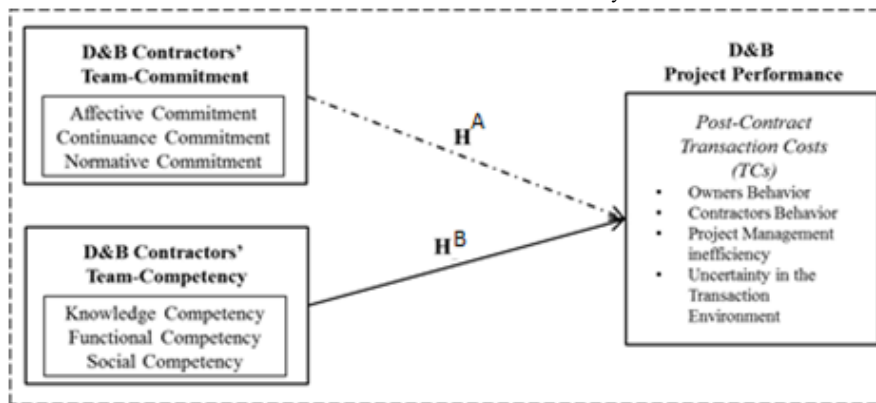 D&B Contractors'
Team-Commitment
Affective Commitment
Continuance Commitment
Normative Commitment
H^A
D&B Contractors'
Team-Competency
Knowledge Competency
Functional Competency
Social Competency
H^B
D&B
Project Performance
Post-Contract
Transaction Costs
(TCs)
▪ Owners Behavior
▪ Contractors Behavior
▪ Project Management
inefficiency
▪ Uncertainty in the
Transaction
Environment